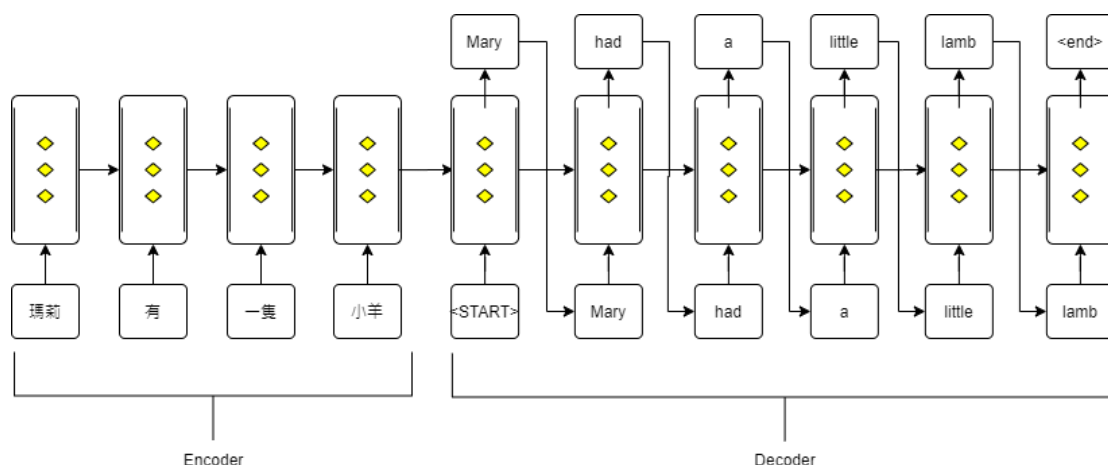 Mary
had
a
little
lamb
<end>
瑪莉
有
一隻
小羊
<START>
Mary
had
a
little
lamb
Encoder
Decoder